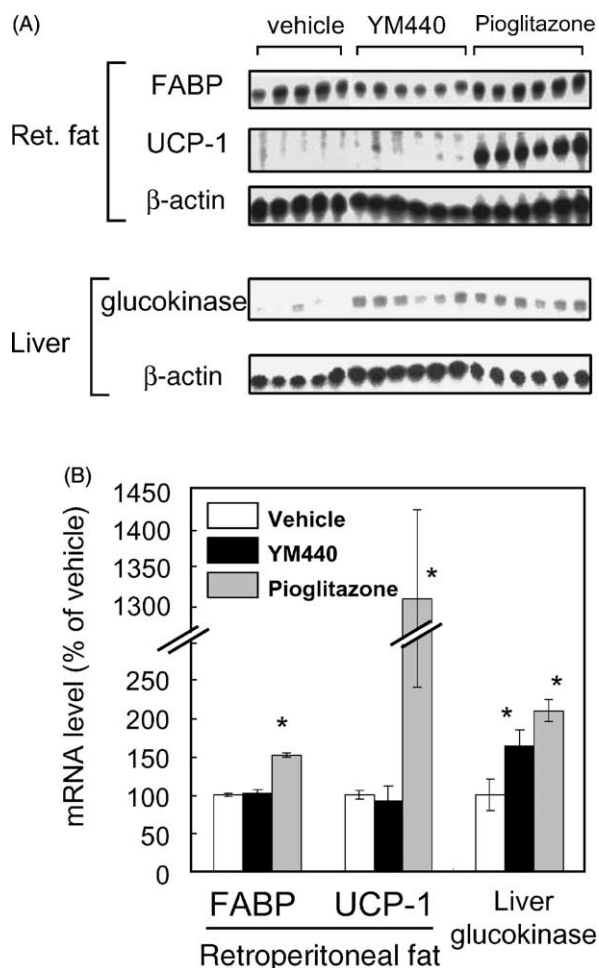 (A)
vehicle YM440 Pioglitazone
FABP
Ret. fat
UCP-1
β-actin
glucokinase
Liver
β-actin
(B)
1450
1400
1350
1300
250
200
150
100
50
0
mRNA level (% of vehicle)
Vehicle
YM440
Pioglitazone
*
*
*
*
FABP UCP-1 Liver
glucokinase
Retroperitoneal fat